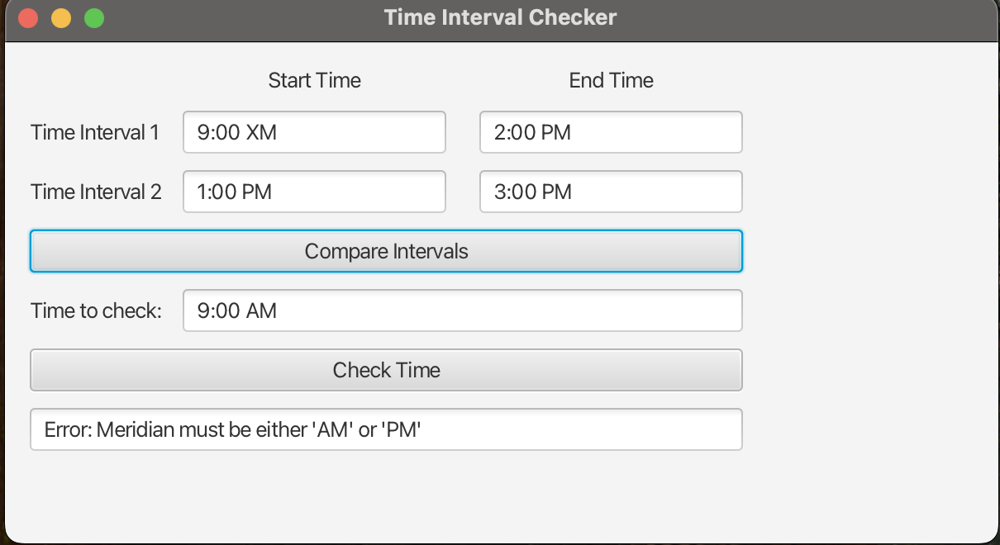 Time Interval Checker
Start Time End Time
Time Interval 1 9:00 XM 2:00 PM
Time Interval 2 1:00 PM 3:00 PM
Compare Intervals
Time to check: 9:00 AM
Check Time
Error: Meridian must be either 'AM' or 'PM'